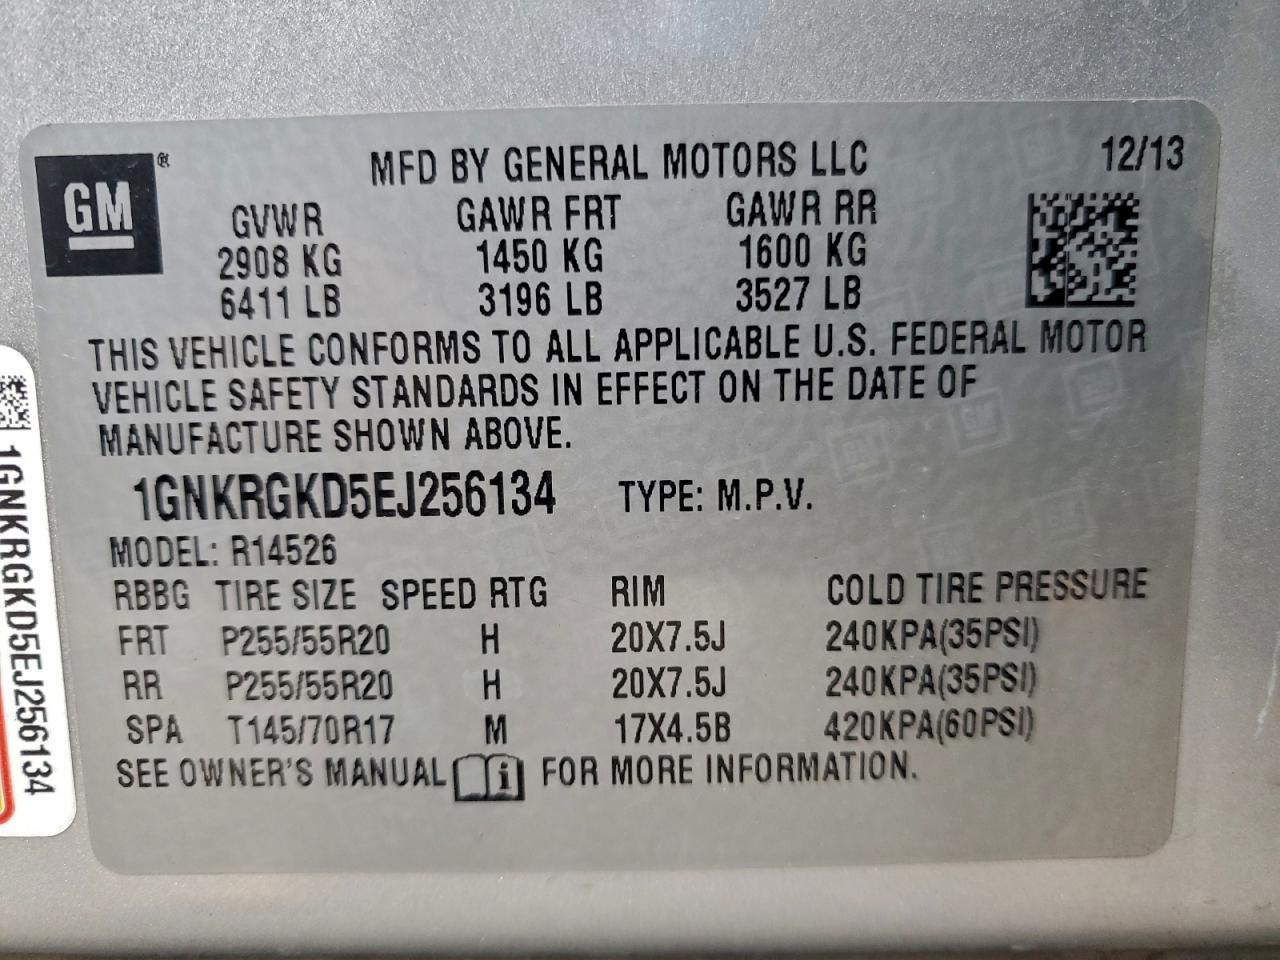 GM ® MFD BY GENERAL MOTORS LLC 12/13
GVWR GAWR FRT GAWR RR
2908 KG 1450 KG 1600 KG
6411 LB 3196 LB 3527 LB
THIS VEHICLE CONFORMS TO ALL APPLICABLE U.S. FEDERAL MOTOR
VEHICLE SAFETY STANDARDS IN EFFECT ON THE DATE OF
MANUFACTURE SHOWN ABOVE.
1GNKRGKD5EJ256134 TYPE: M.P.V.
MODEL: R14526
RBBG TIRE SIZE SPEED RTG RIM COLD TIRE PRESSURE
FRT P255/55R20 H 20X7.5J 240KPA(35PSI)
RR P255/55R20 H 20X7.5J 240KPA(35PSI)
SPA T145/70R17 M 17X4.5B 420KPA(60PSI)
SEE OWNER'S MANUAL i FOR MORE INFORMATION.
1GNKRGKD5EJ256134